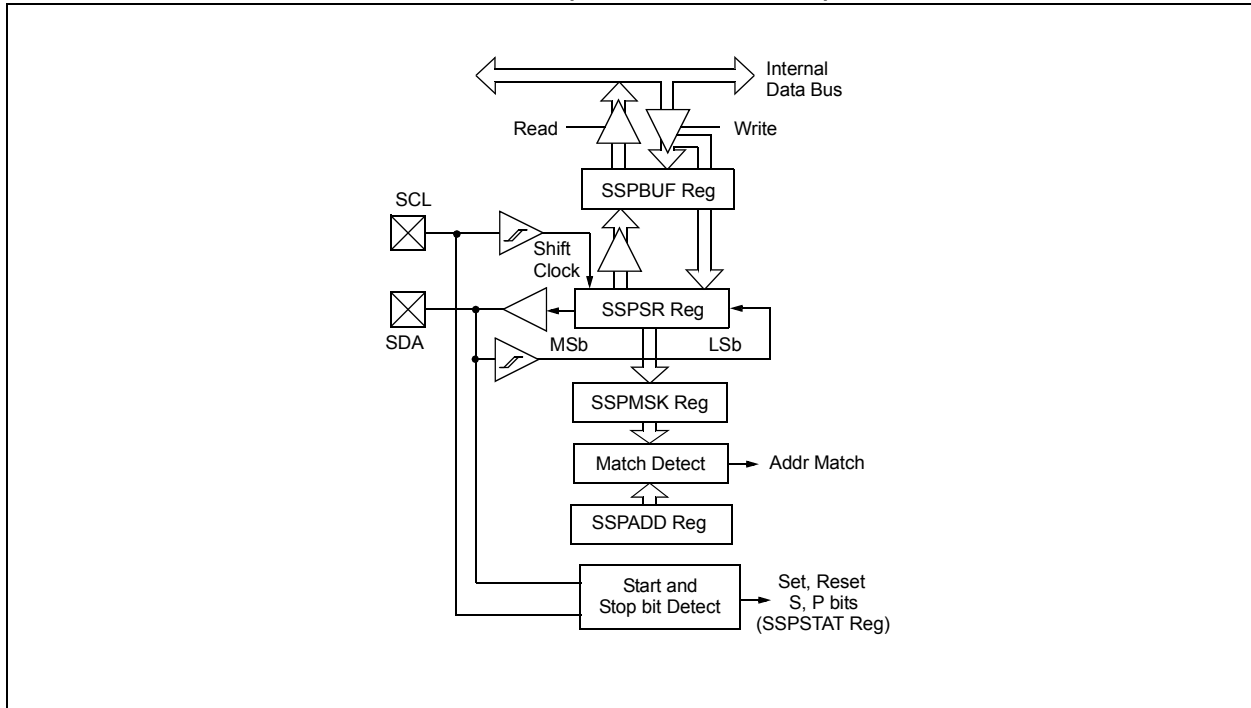 Internal
Data Bus
Read
Write
SSPBUF Reg
SCL
Shift
Clock
SSPSR Reg
SDA
MSb
LSb
SSPMSK Reg
Match Detect
Addr Match
SSPADD Reg
Start and
Stop bit Detect
Set, Reset
S, P bits
(SSPSTAT Reg)